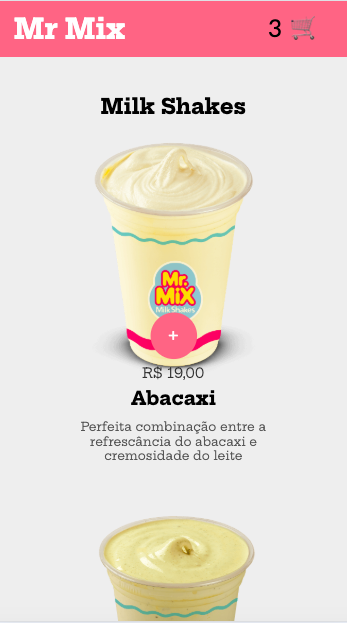 Mr Mix
3
Milk Shakes
Mr.
Mix
Milk Shakes
+
R$ 19,00
Abacaxi
Perfeita combinação entre a
refrescância do abacaxi e
cremosidade do leite